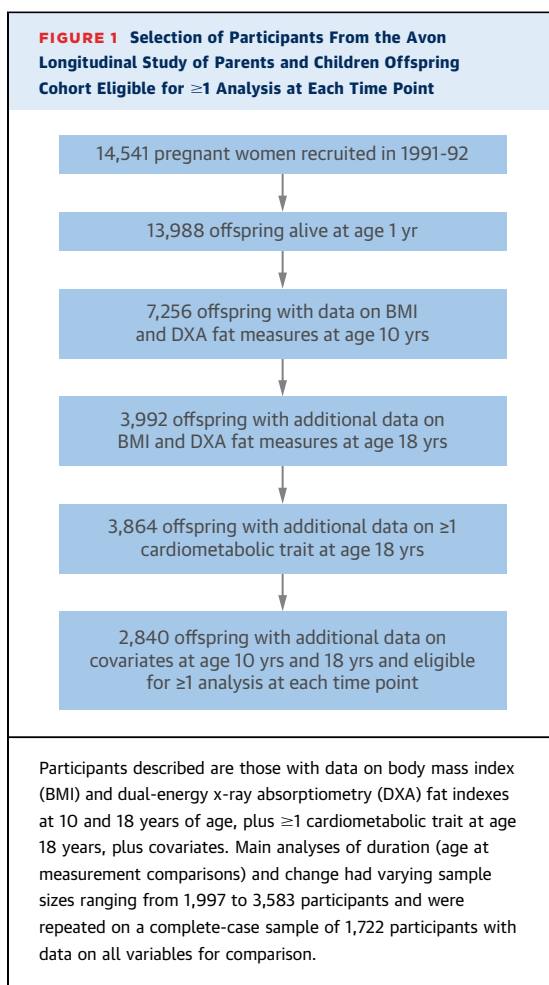 FIGURE 1 Selection of Participants From the Avon
Longitudinal Study of Parents and Children Offspring
Cohort Eligible for ≥1 Analysis at Each Time Point
14,541 pregnant women recruited in 1991-92
13,988 offspring alive at age 1 yr
7,256 offspring with data on BMI
and DXA fat measures at age 10 yrs
3,992 offspring with additional data on
BMI and DXA fat measures at age 18 yrs
3,864 offspring with additional data on ≥1
cardiometabolic trait at age 18 yrs
2,840 offspring with additional data on
covariates at age 10 yrs and 18 yrs and eligible
for ≥1 analysis at each time point
Participants described are those with data on body mass index
(BMI) and dual-energy x-ray absorptiometry (DXA) fat indexes
at 10 and 18 years of age, plus ≥1 cardiometabolic trait at age
18 years, plus covariates. Main analyses of duration (age at
measurement comparisons) and change had varying sample
sizes ranging from 1,997 to 3,583 participants and were
repeated on a complete-case sample of 1,722 participants with
data on all variables for comparison.